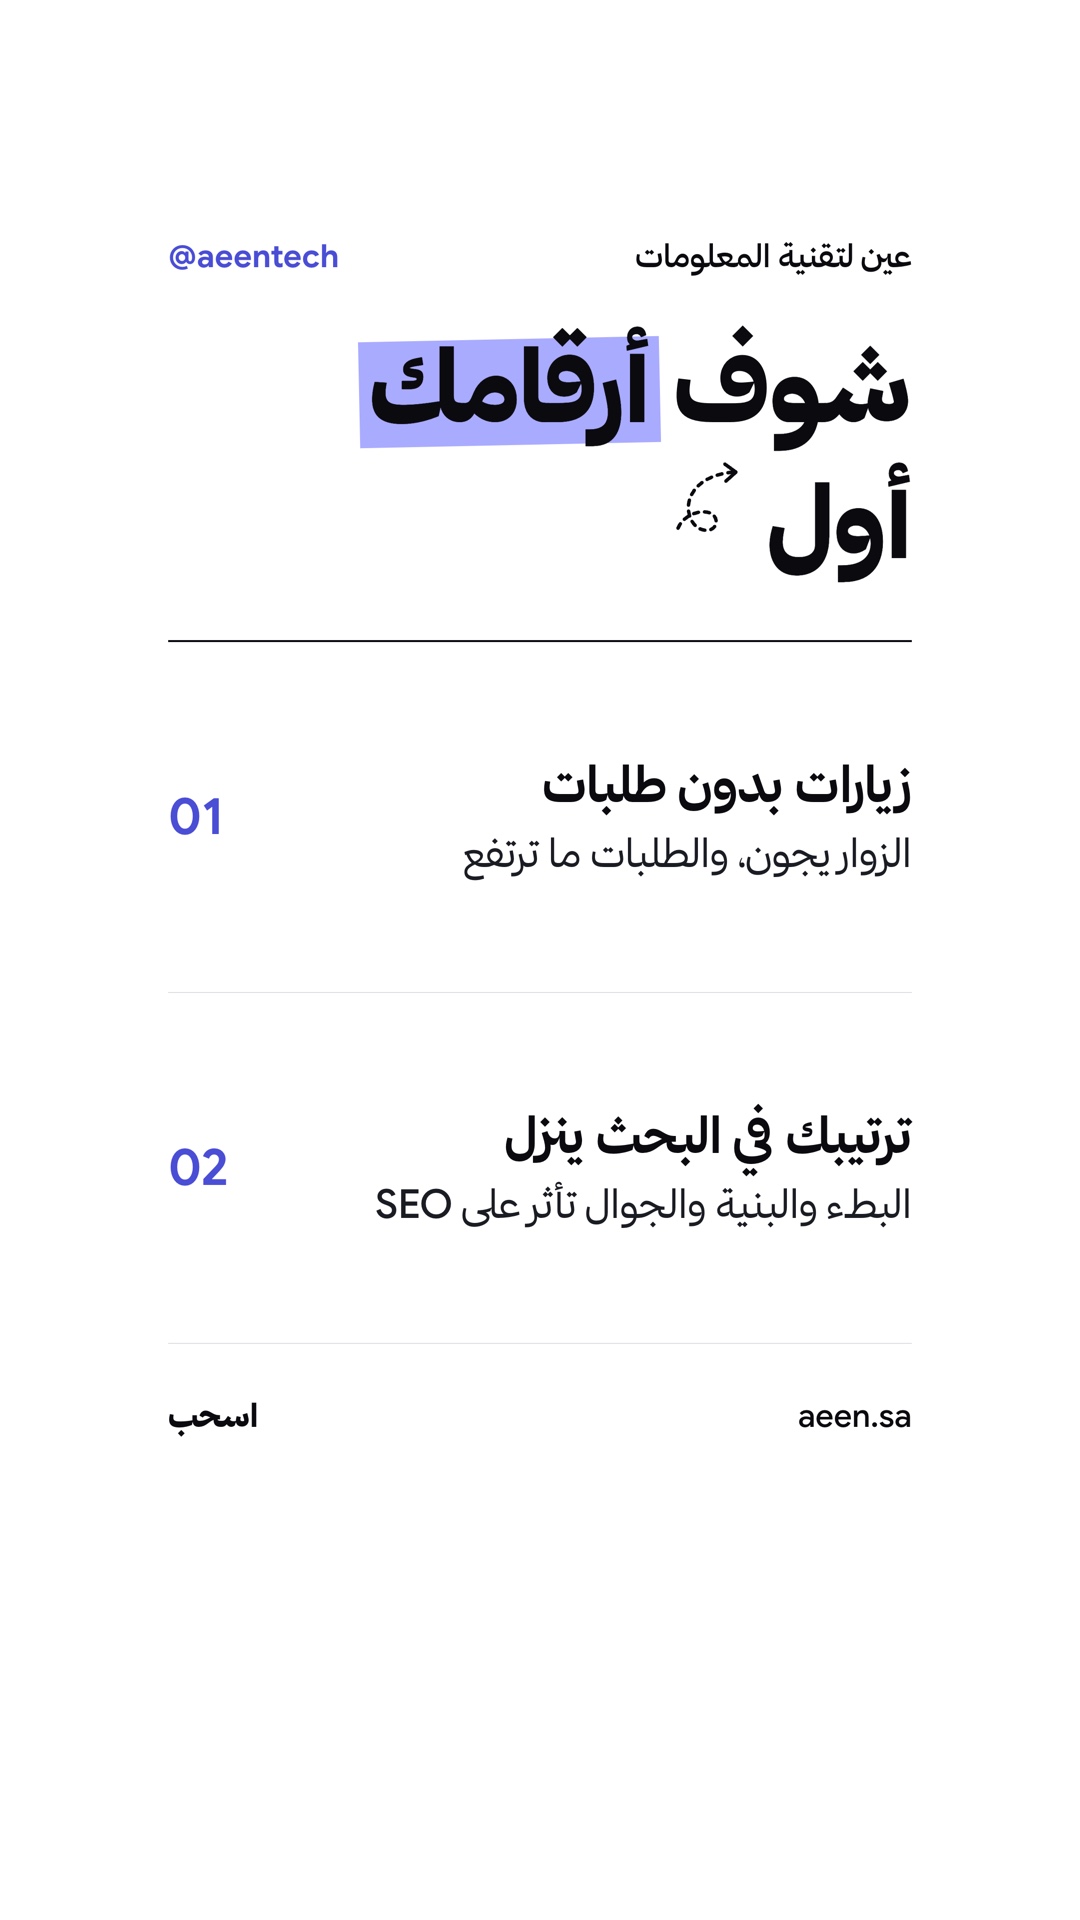 عين لتقنية المعلومات
@aeentech
شوف أرقامك
أول
زيارات بدون طلبات
الزوار يجون، والطلبات ما ترتفع
01
ترتيبك في البحث ينزل
البطء والبنية والجوال تأثر على SEO
02
aeen.sa
اسحب